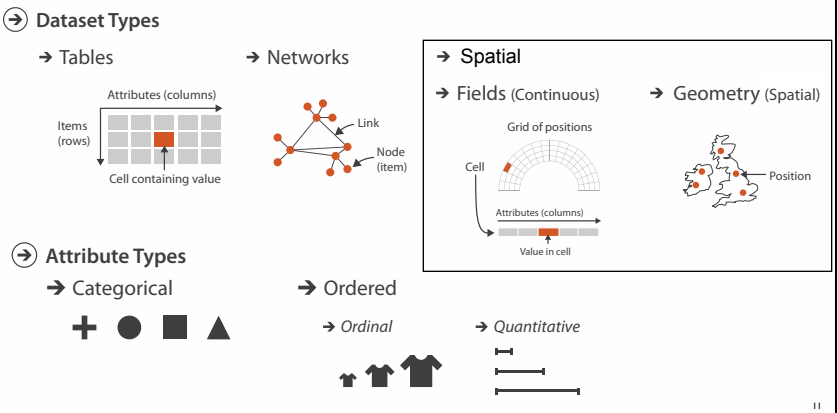 Dataset Types
Tables
Attributes (columns)
Items
(rows)
Cell containing value
Networks
Link
Node
(item)
Spatial
Fields (Continuous)
Grid of positions
Cell
Attributes (columns)
Value in cell
Geometry (Spatial)
Position
Attribute Types
Categorical
Ordered
Ordinal
Quantitative